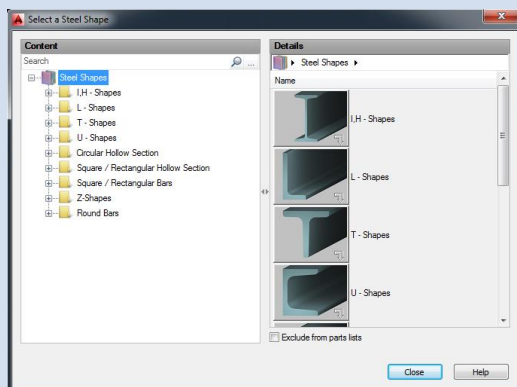 Select a Steel Shape
Content
Search
...
Steel Shapes
I,H - Shapes
L - Shapes
T - Shapes
U - Shapes
Circular Hollow Section
Square / Rectangular Hollow Section
Square / Rectangular Bars
Z-Shapes
Round Bars
Details
Steel Shapes
Name
I,H - Shapes
L - Shapes
T - Shapes
U - Shapes
Exclude from parts lists
Close
Help